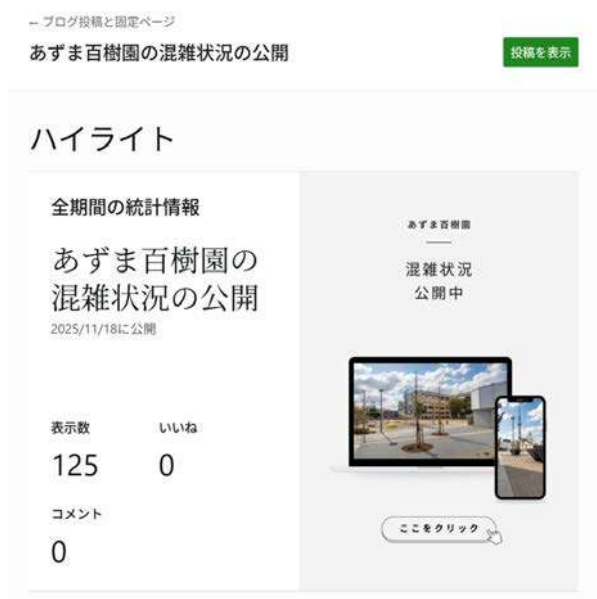 ← ブログ投稿と固定ページ
あずま百樹園の混雑状況の公開
投稿を表示
ハイライト
全期間の統計情報
あずま百樹園の
混雑状況の公開
2025/11/18に公開
表示数
いいね
125
0
コメント
0
あずま百樹園
混雑状況
公開中
ここをクリック